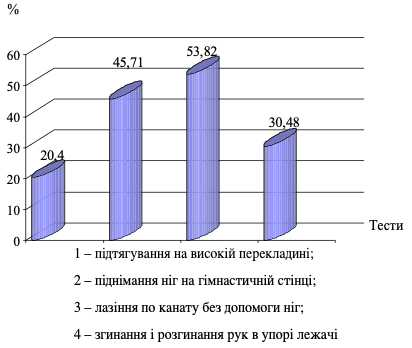 %
60
50
40
30
20
10
0
20,4
45,71
53,82
30,48
Тести
1 – підтягування на високій перекладині;
2 – піднімання ніг на гімнастичній стінці;
3 – лазіння по канату без допомоги ніг;
4 – згинання і розгинання рук в упорі лежачі